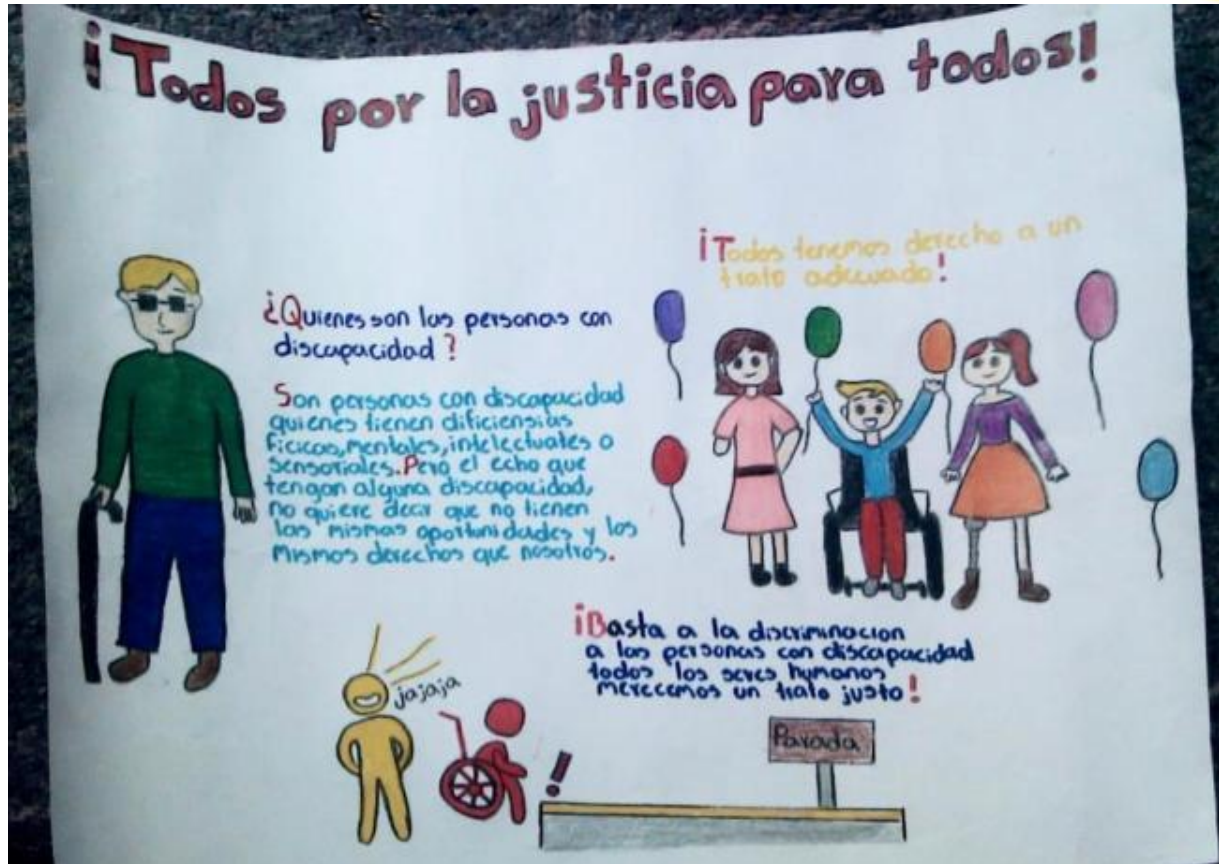 ¡Todos por la justicia para todos!
¡Todos tenemos derecho a un
trato adecuado!
¿Quienes son las personas con
discapacidad?
Son personas con discapacidad
quienes tienen dificiensias
ficicas, mentales, intelectuales o
sensoriales. Pero el echo que
tengan alguna discapacidad,
no quiere decir que no tienen
las mismas oportunidades y los
mismos derechos que nosotros.
¡Basta a la discriminacion
a las personas con discapacidad
todos los seres humanos
merecemos un trato justo!
jajaja
!
Parada